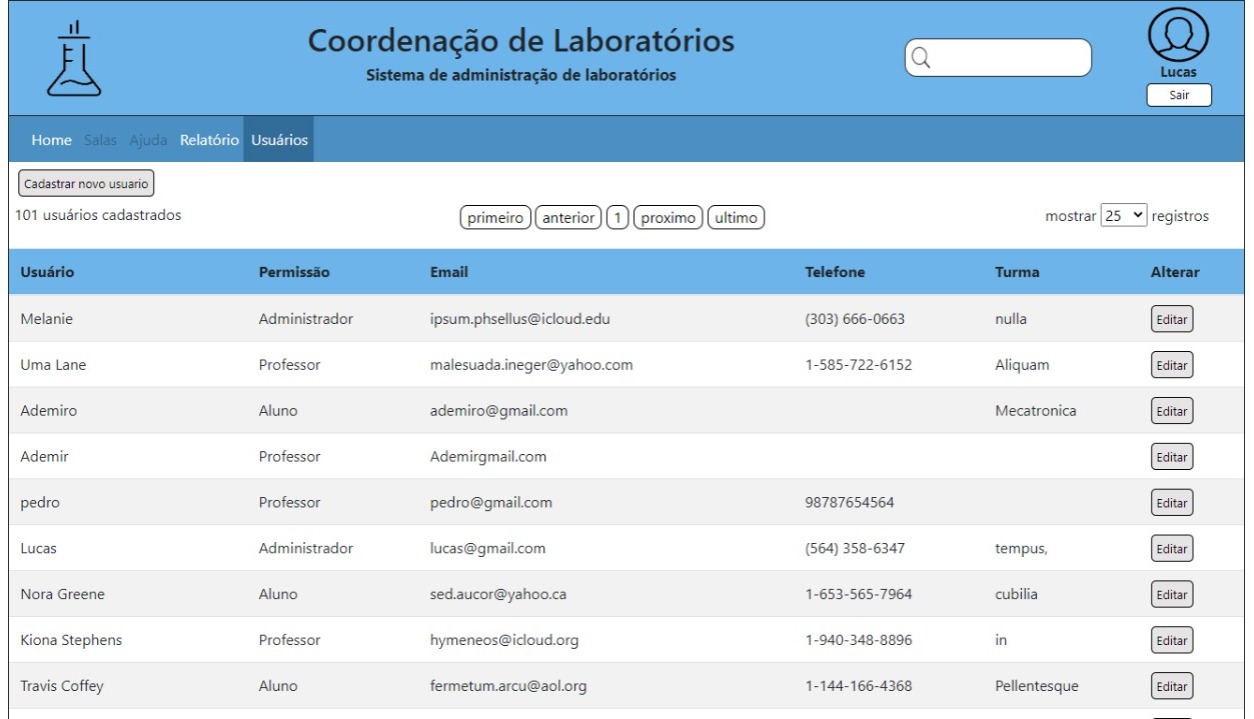 Coordenação de Laboratórios
Sistema de administração de laboratórios
Lucas
Sair
Home Salas Ajuda Relatório Usuários
Cadastrar novo usuario
101 usuários cadastrados
primeiro anterior 1 proximo ultimo
mostrar 25 registros
Usuário Permissão Email Telefone Turma Alterar
Melanie Administrador ipsum.phsellus@icloud.edu (303) 666-0663 nulla Editar
Uma Lane Professor malesuada.ineger@yahoo.com 1-585-722-6152 Aliquam Editar
Ademiro Aluno ademiro@gmail.com Mecatronica Editar
Ademir Professor Ademirgmail.com Editar
pedro Professor pedro@gmail.com 98787654564 Editar
Lucas Administrador lucas@gmail.com (564) 358-6347 tempus, Editar
Nora Greene Aluno sed.aucor@yahoo.ca 1-653-565-7964 cubilia Editar
Kiona Stephens Professor hymeneos@icloud.org 1-940-348-8896 in Editar
Travis Coffey Aluno fermetum.arcu@aol.org 1-144-166-4368 Pellentesque Editar